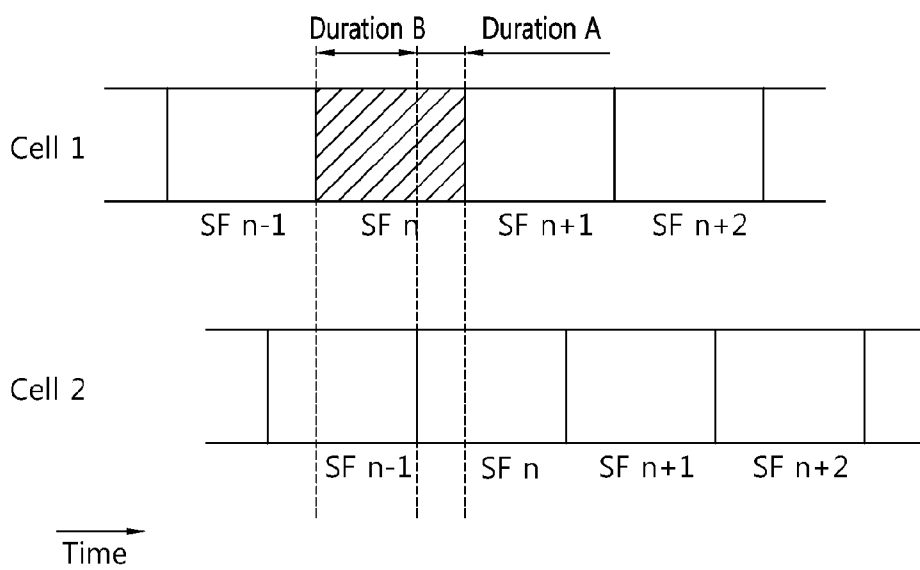 Duration B
Duration A
Cell 1
SF n-1
SF n
SF n+1
SF n+2
Cell 2
SF n-1
SF n
SF n+1
SF n+2
Time